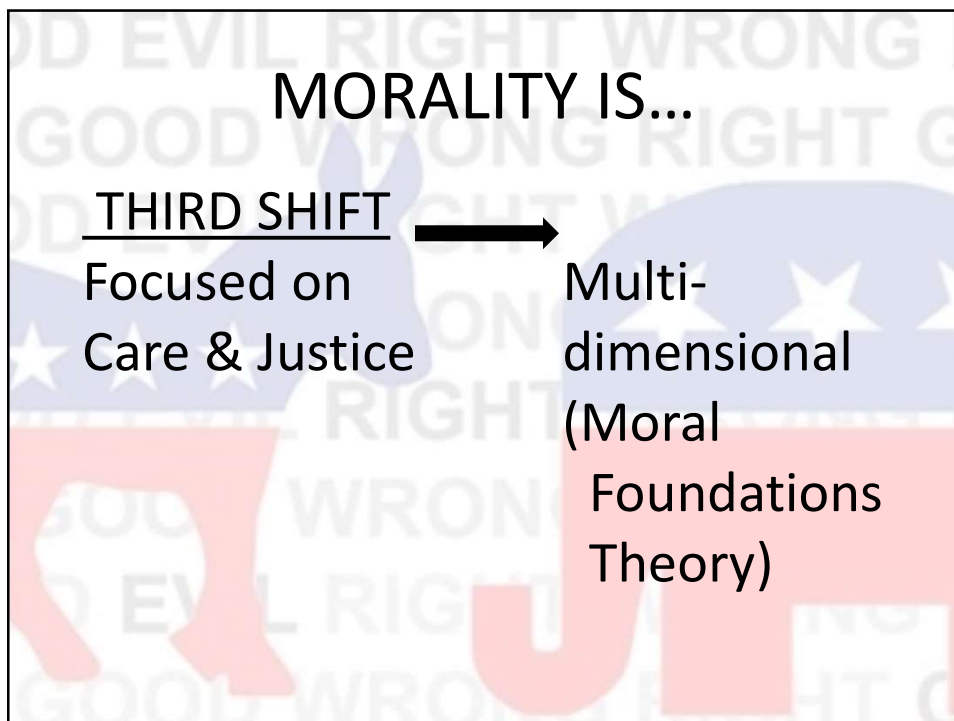 MORALITY IS…
THIRD SHIFT
Focused on
Care & Justice
Multi-
dimensional
(Moral
Foundations
Theory)